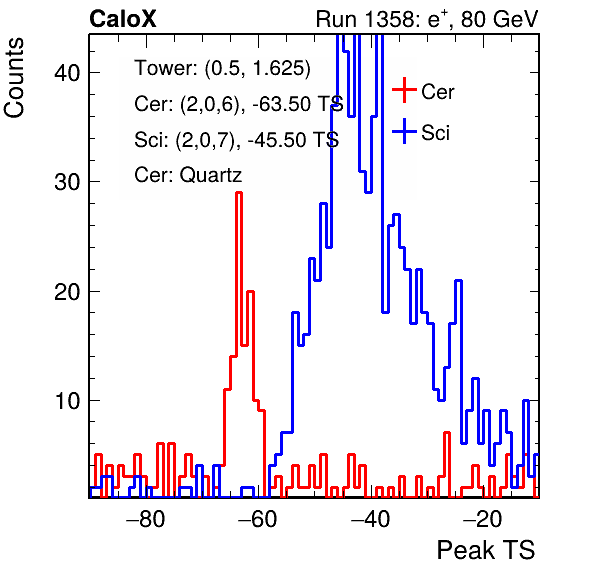 CaloX Run 1358: e⁺, 80 GeV
Counts
Tower: (0.5, 1.625)
Cer: (2,0,6), -63.50 TS
Sci: (2,0,7), -45.50 TS
Cer: Quartz
Cer
Sci
40
30
20
10
−80 −60 −40 −20
Peak TS